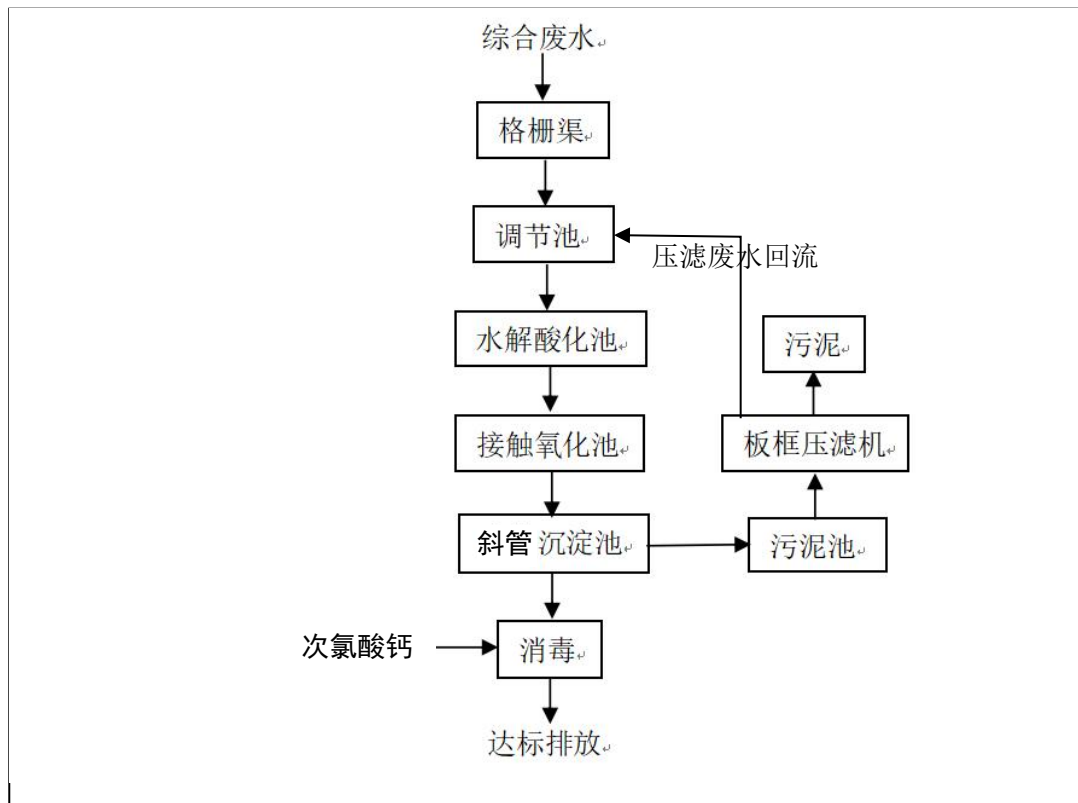 综合废水
格栅渠
调节池
压滤废水回流
水解酸化池
污泥
接触氧化池
板框压滤机
斜管 沉淀池
污泥池
次氯酸钙
消毒
达标排放